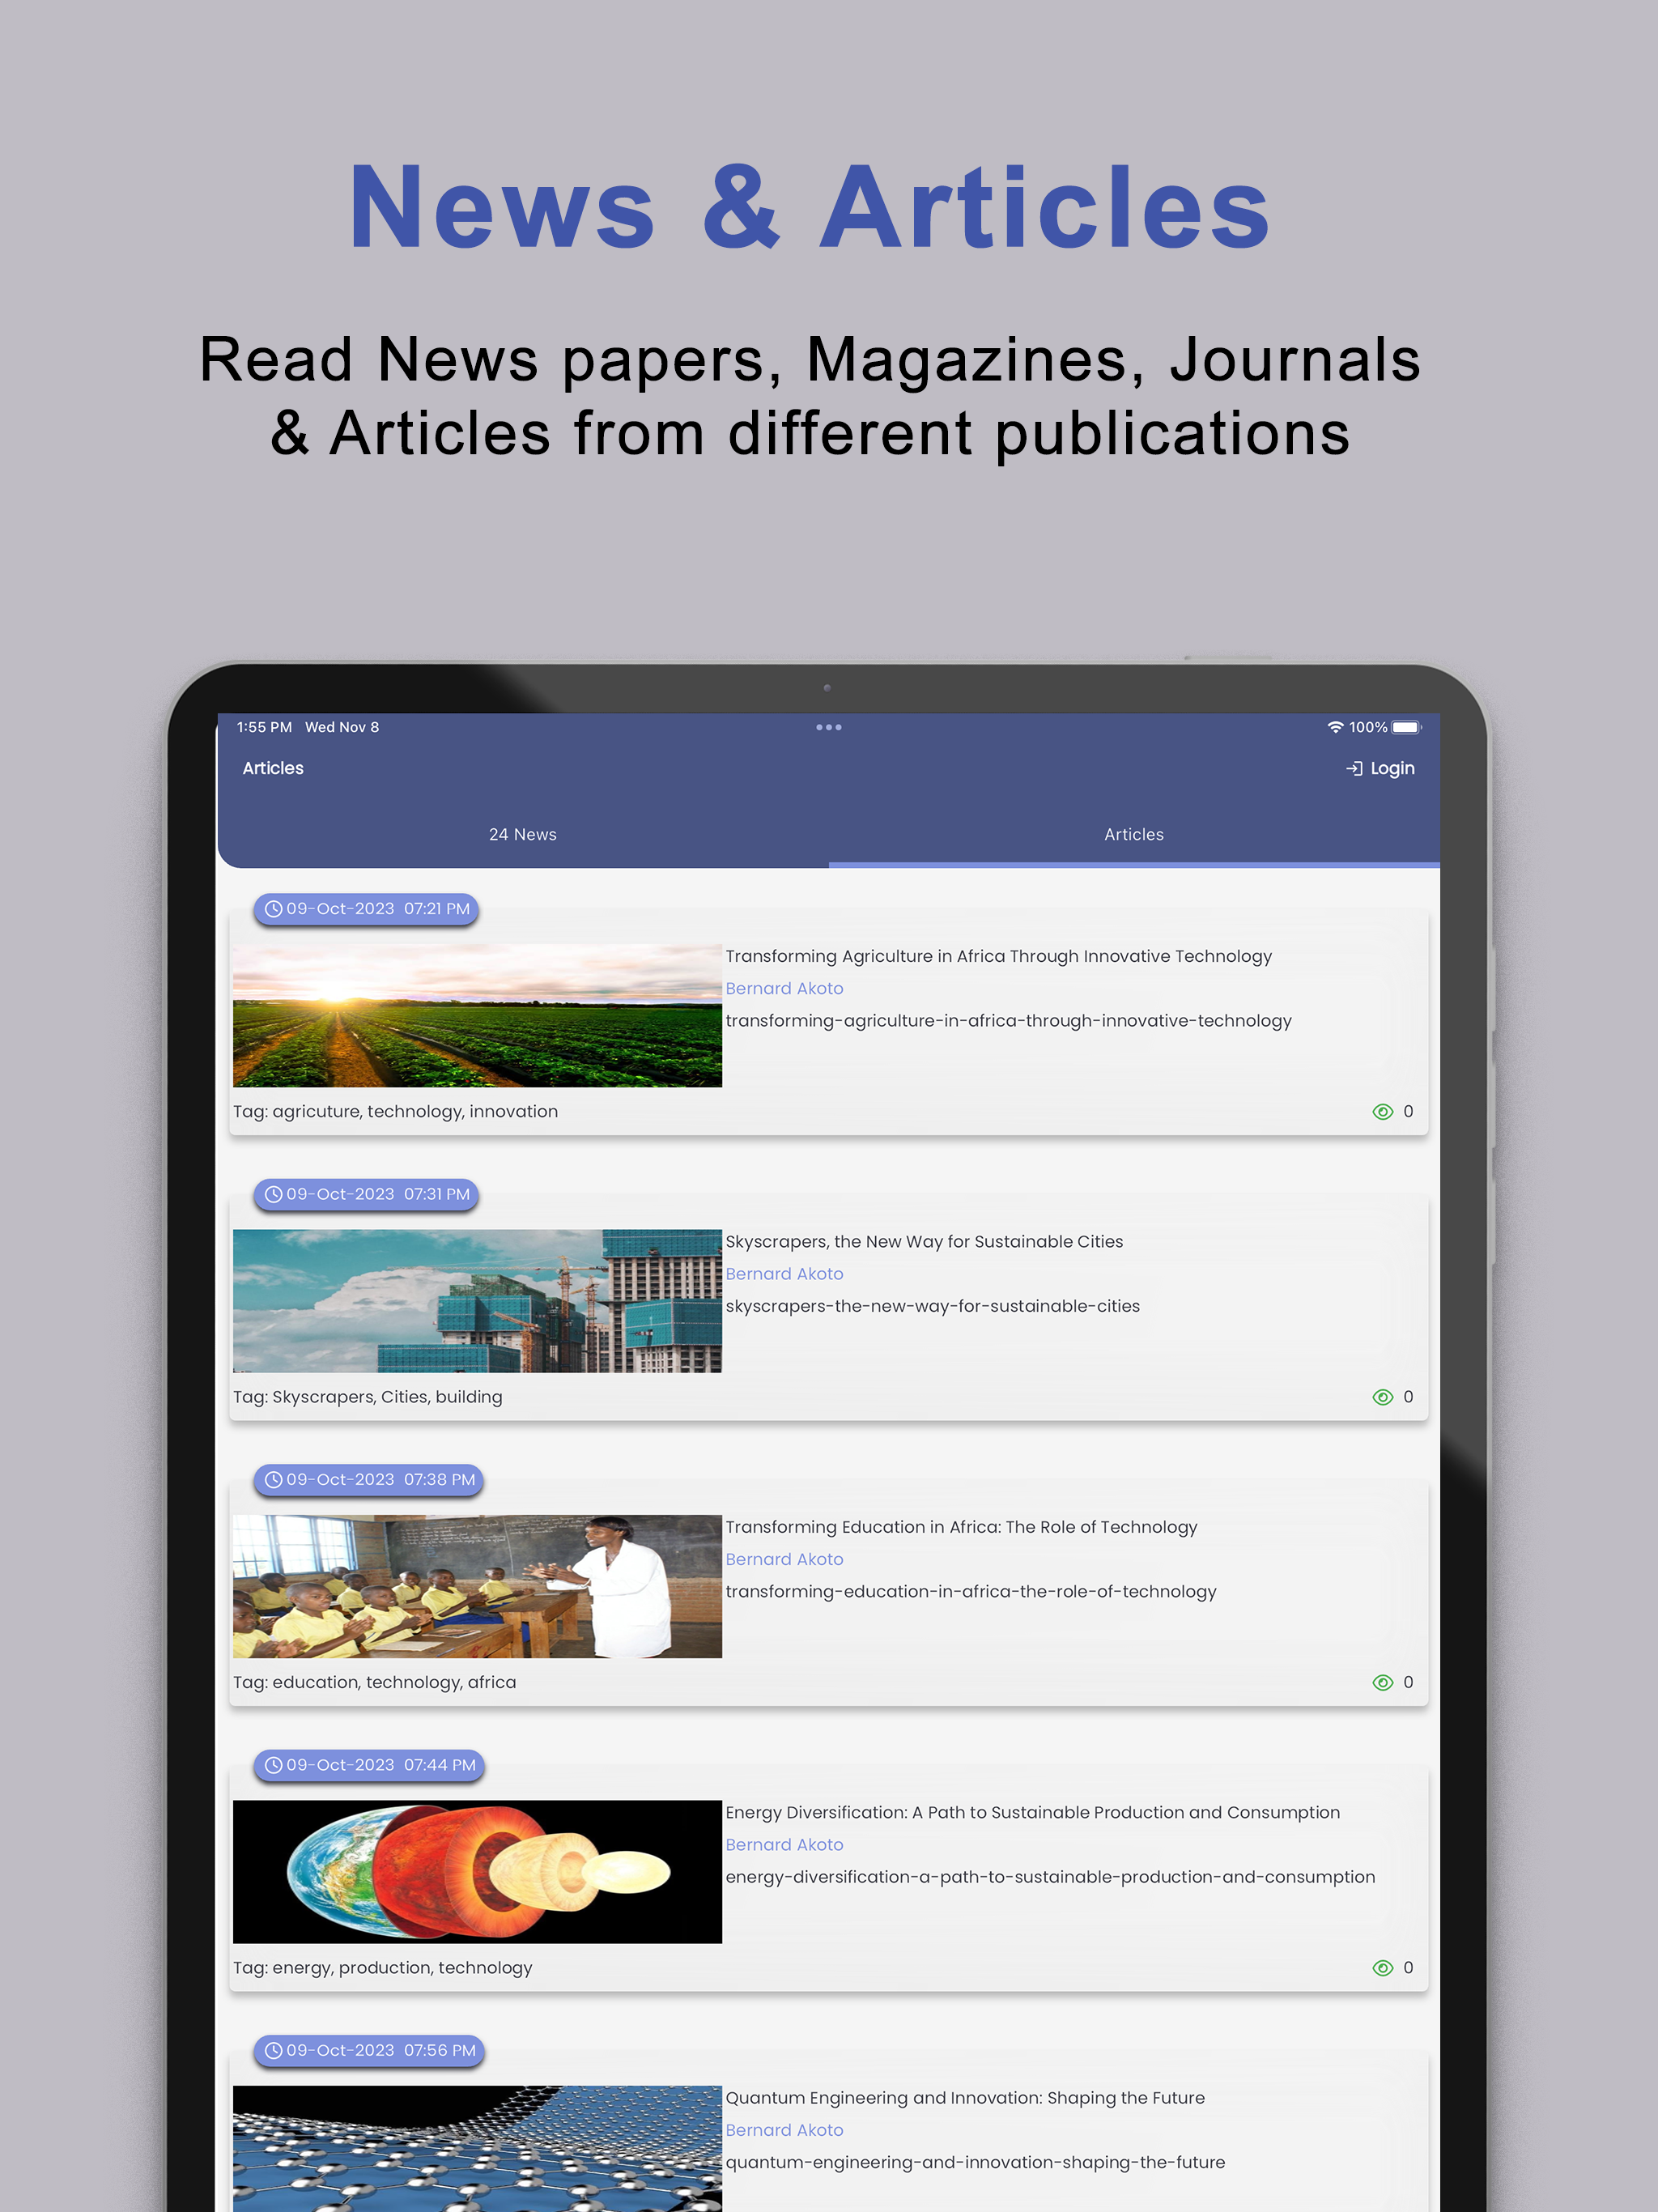 News & Articles
Read News papers, Magazines, Journals
& Articles from different publications
1:55 PM Wed Nov 8
100%
Articles
Login
24 News
Articles
09-Oct-2023 07:21 PM
Transforming Agriculture in Africa Through Innovative Technology
Bernard Akoto
transforming-agriculture-in-africa-through-innovative-technology
Tag: agricuture, technology, innovation
0
09-Oct-2023 07:31 PM
Skyscrapers, the New Way for Sustainable Cities
Bernard Akoto
skyscrapers-the-new-way-for-sustainable-cities
Tag: Skyscrapers, Cities, building
0
09-Oct-2023 07:38 PM
Transforming Education in Africa: The Role of Technology
Bernard Akoto
transforming-education-in-africa-the-role-of-technology
Tag: education, technology, africa
0
09-Oct-2023 07:44 PM
Energy Diversification: A Path to Sustainable Production and Consumption
Bernard Akoto
energy-diversification-a-path-to-sustainable-production-and-consumption
Tag: energy, production, technology
0
09-Oct-2023 07:56 PM
Quantum Engineering and Innovation: Shaping the Future
Bernard Akoto
quantum-engineering-and-innovation-shaping-the-future